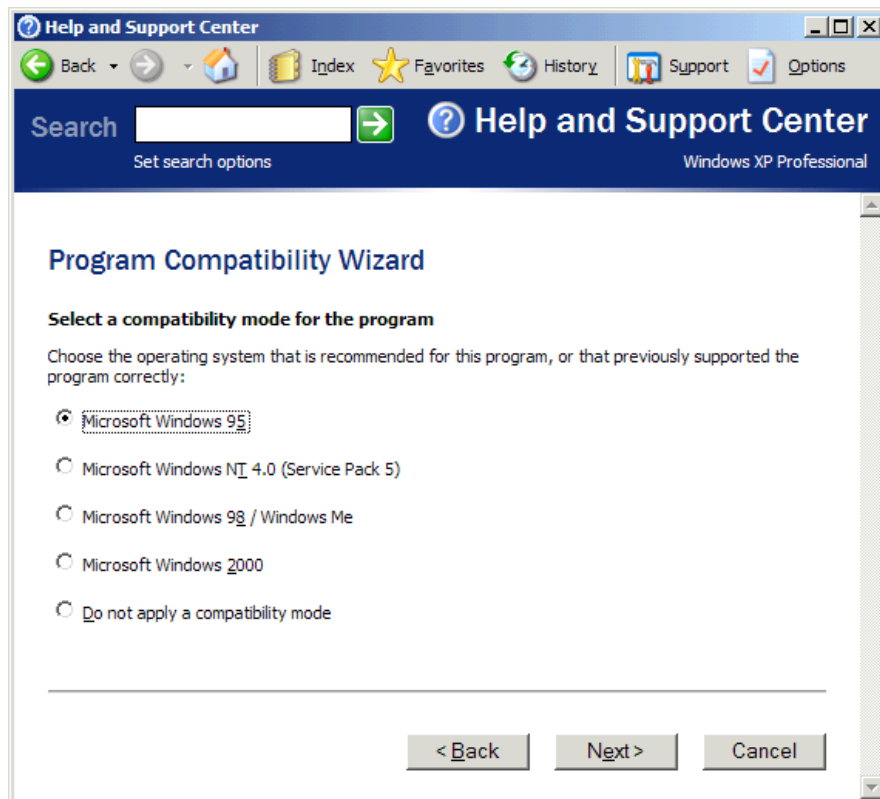 Help and Support Center
Back Index Favorites History Support Options
Search Help and Support Center
Set search options Windows XP Professional
Program Compatibility Wizard
Select a compatibility mode for the program
Choose the operating system that is recommended for this program, or that previously supported the
program correctly:
Microsoft Windows 95
Microsoft Windows NT 4.0 (Service Pack 5)
Microsoft Windows 98 / Windows Me
Microsoft Windows 2000
Do not apply a compatibility mode
< Back Next > Cancel